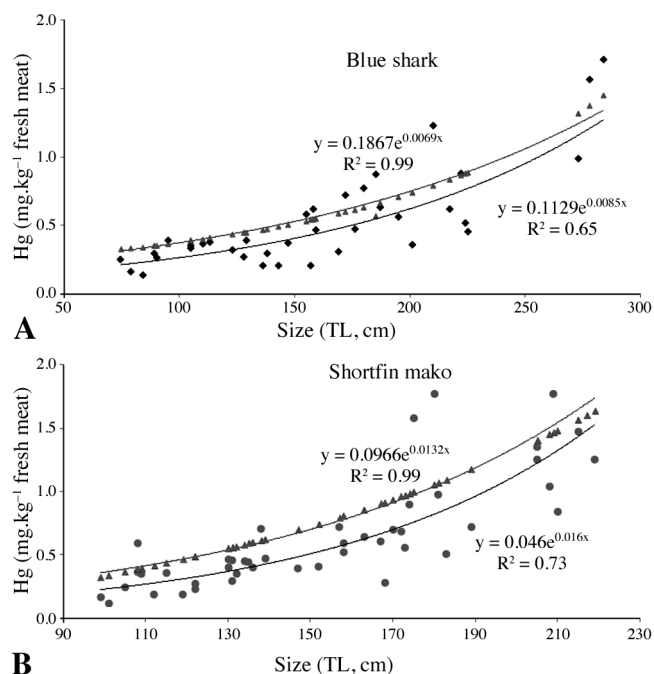 2.0
Blue shark
1.5
Hg (mg.kg⁻¹ fresh meat)
y = 0.1867e^0.0069x
R² = 0.99
1.0
y = 0.1129e^0.0085x
R² = 0.65
0.5
0.0
50 100 150 200 250 300
A Size (TL, cm)
2.0
Shortfin mako
1.5
Hg (mg.kg⁻¹ fresh meat)
y = 0.0966e^0.0132x
R² = 0.99
1.0
y = 0.046e^0.016x
R² = 0.73
0.5
0.0
90 110 130 150 170 190 210 230
B Size (TL, cm)